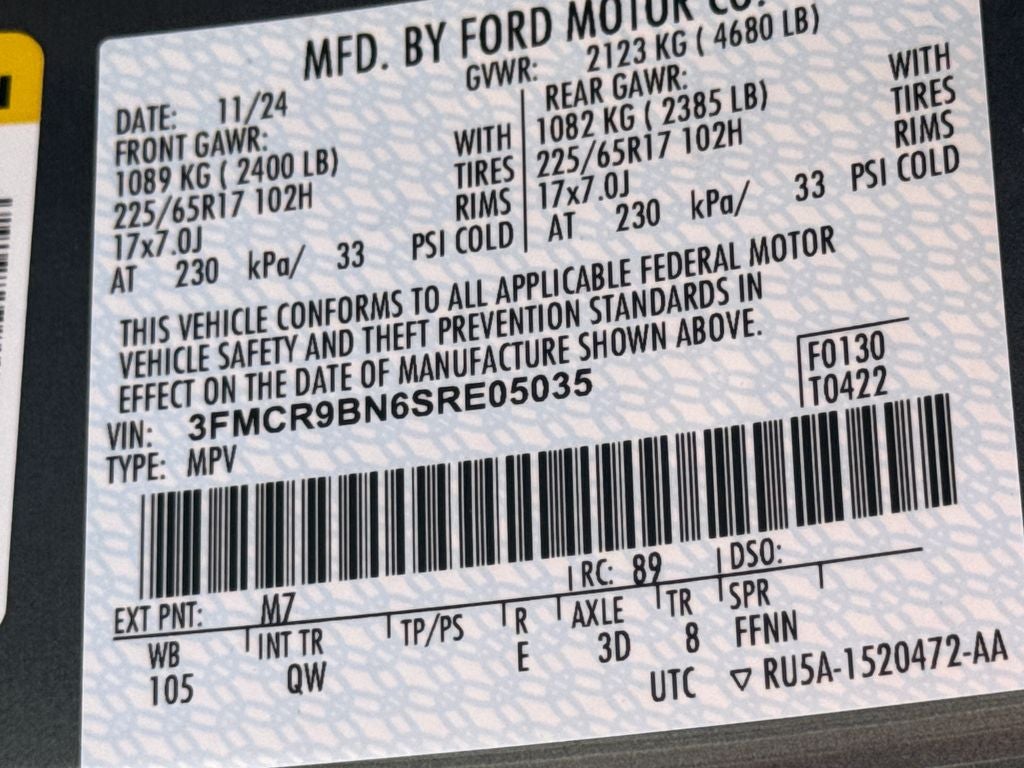 MFD. BY FORD MOTOR CO.
GVWR: 2123 KG ( 4680 LB)
DATE: 11/24
FRONT GAWR:
1089 KG ( 2400 LB) WITH
225/65R17 102H TIRES
17x7.0J RIMS
AT 230 kPa/ 33 PSI COLD
REAR GAWR: WITH
1082 KG ( 2385 LB) TIRES
225/65R17 102H RIMS
17x7.0J
AT 230 kPa/ 33 PSI COLD
THIS VEHICLE CONFORMS TO ALL APPLICABLE FEDERAL MOTOR
VEHICLE SAFETY AND THEFT PREVENTION STANDARDS IN
EFFECT ON THE DATE OF MANUFACTURE SHOWN ABOVE.
VIN: 3FMCR9BN6SRE05035
TYPE: MPV
F0130
T0422
EXT PNT: M7 RC: 89 DSO:
WB INT TR TP/PS R AXLE TR SPR
105 QW E 3D 8 FFNN
UTC ▽ RU5A-1520472-AA